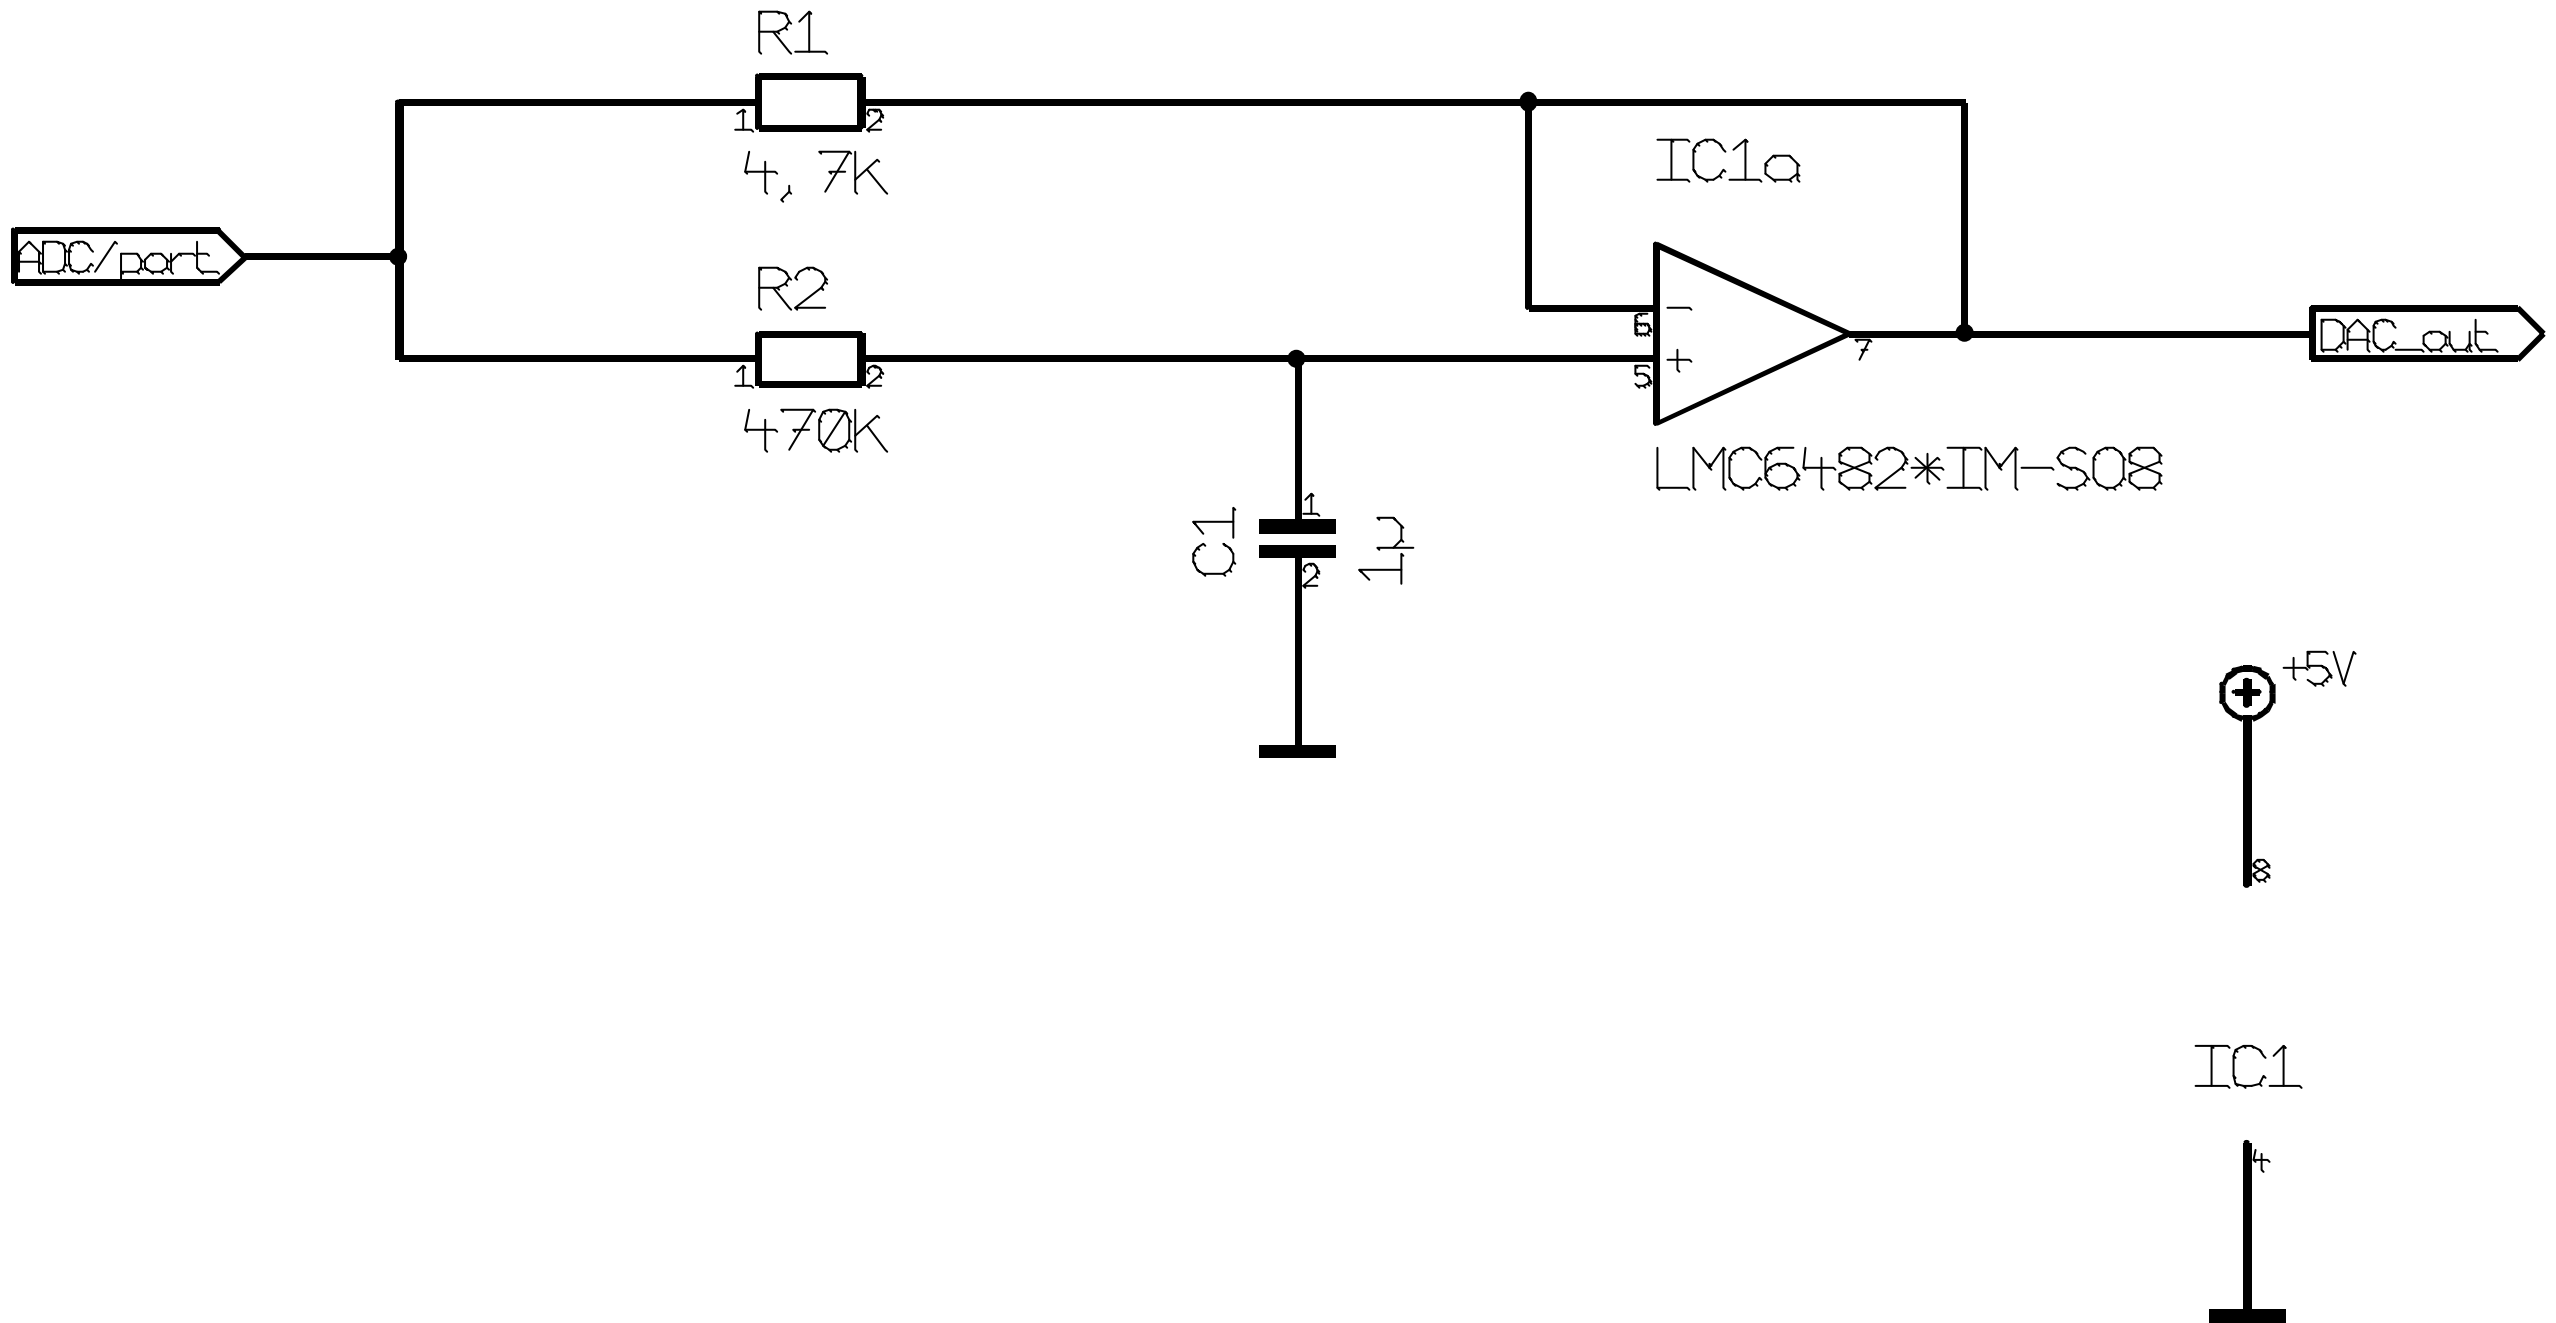 R1
1 2
4,7K
IC1a
ADC/port
R2
- 6
1 2
+ 5
7
DAC_out
470K
LMC6482*IM-SO8
1
C1
1µ
2
+5V
8
IC1
4